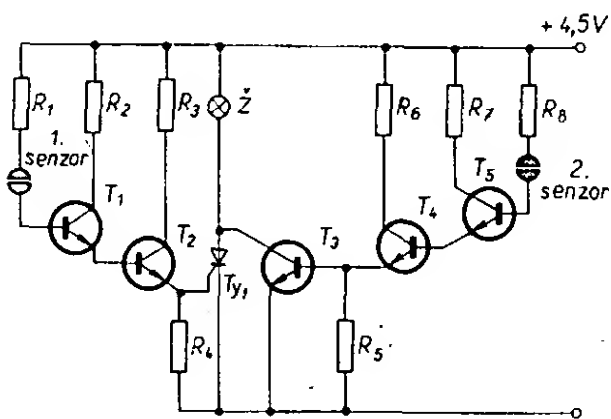 + 4,5V
R1
R2
R3
Ž
R6
R7
R8
1.
senzor
T1
T2
Ty1
T3
T4
T5
2.
senzor
R4
R5